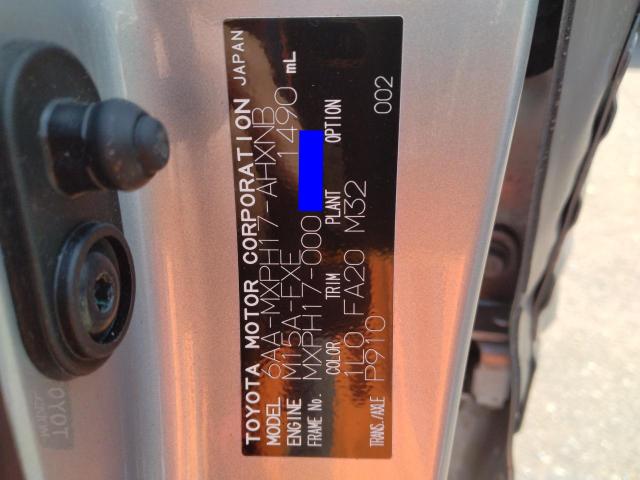 TOYOTA MOTOR CORPORATION JAPAN
MODEL 6AA-MXPH17-AHXNB
ENGINE M15A-FXE 1490 mL
FRAME No. MXPH17-000
COLOR TRIM PLANT OPTION
1L0 FA20 M32
TRANS./AXLE P910 002